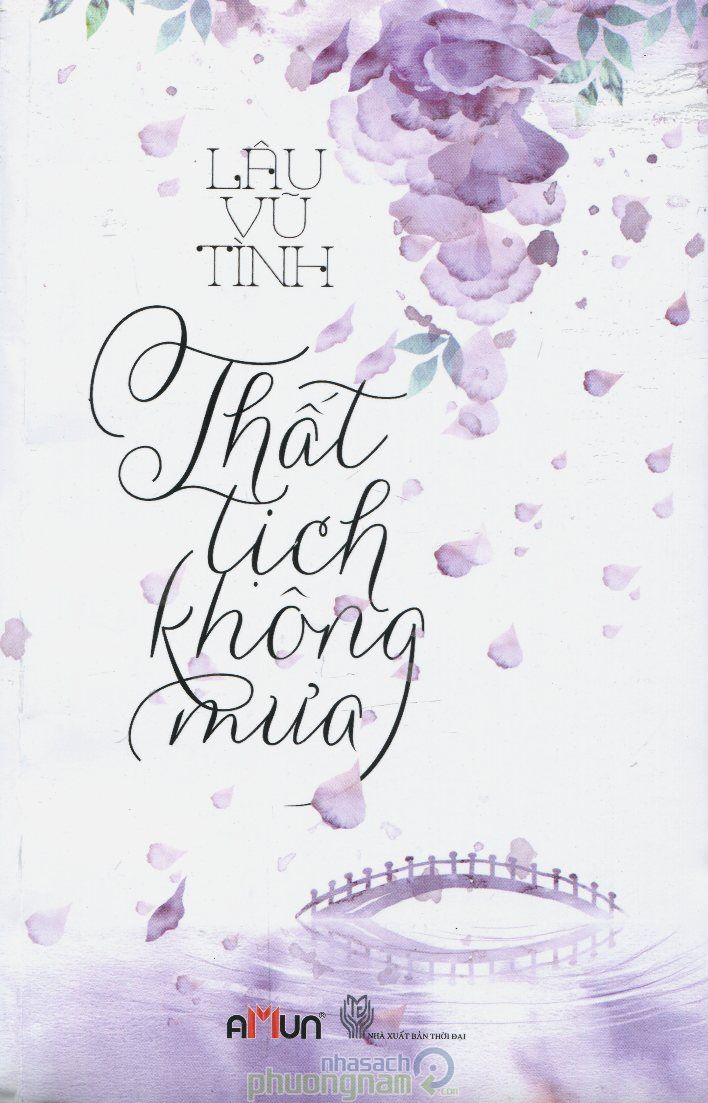 LÂU
VŨ
TÌNH
Thất
tịch
không
mưa
AMUN®
NHÀ XUẤT BẢN THỜI ĐẠI
nhasach
phuongnam.com